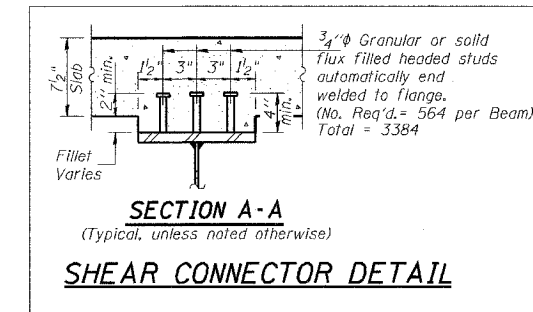 3/4"φ Granular or solid
flux filled headed studs
automatically end
welded to flange.
(No. Req'd.= 564 per Beam)
Total = 3384
1 1/2" 3" 3" 1 1/2"
7 1/2" Slab
2" min.
4" min.
Fillet
Varies
SECTION A-A
(Typical, unless noted otherwise)
SHEAR CONNECTOR DETAIL